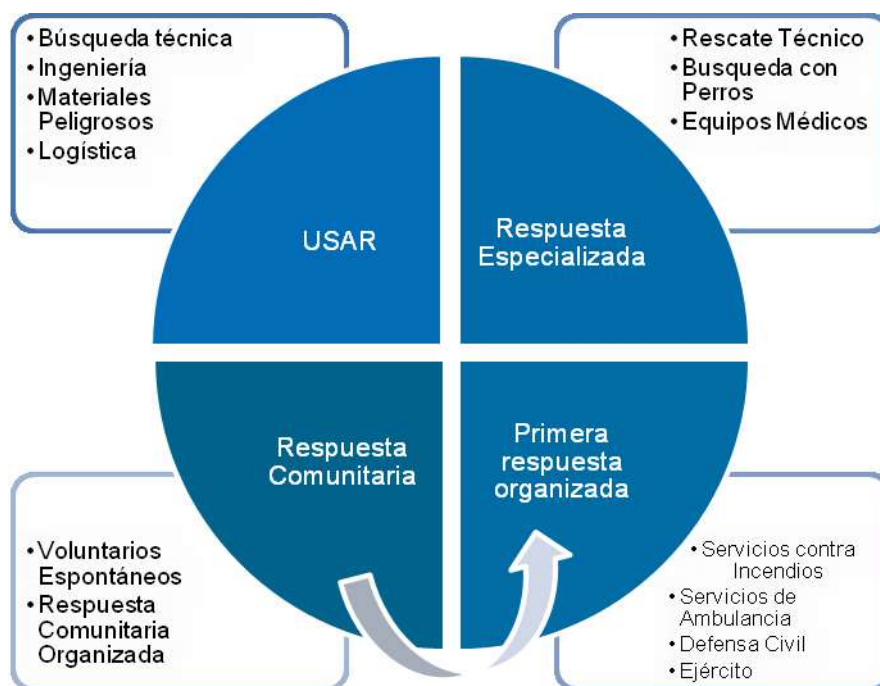 • Búsqueda técnica
• Ingeniería
• Materiales
Peligrosos
• Logística
• Rescate Técnico
• Busqueda con
Perros
• Equipos Médicos
USAR
Respuesta
Especializada
Respuesta
Comunitaria
Primera
respuesta
organizada
• Voluntarios
Espontáneos
• Respuesta
Comunitaria
Organizada
• Servicios contra
Incendios
• Servicios de
Ambulancia
• Defensa Civil
• Ejército